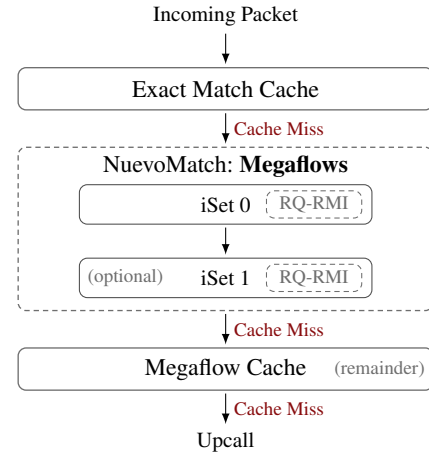 Incoming Packet
Exact Match Cache
Cache Miss
NuevoMatch: Megaflows
iSet 0 RQ-RMI
(optional) iSet 1 RQ-RMI
Cache Miss
Megaflow Cache (remainder)
Cache Miss
Upcall